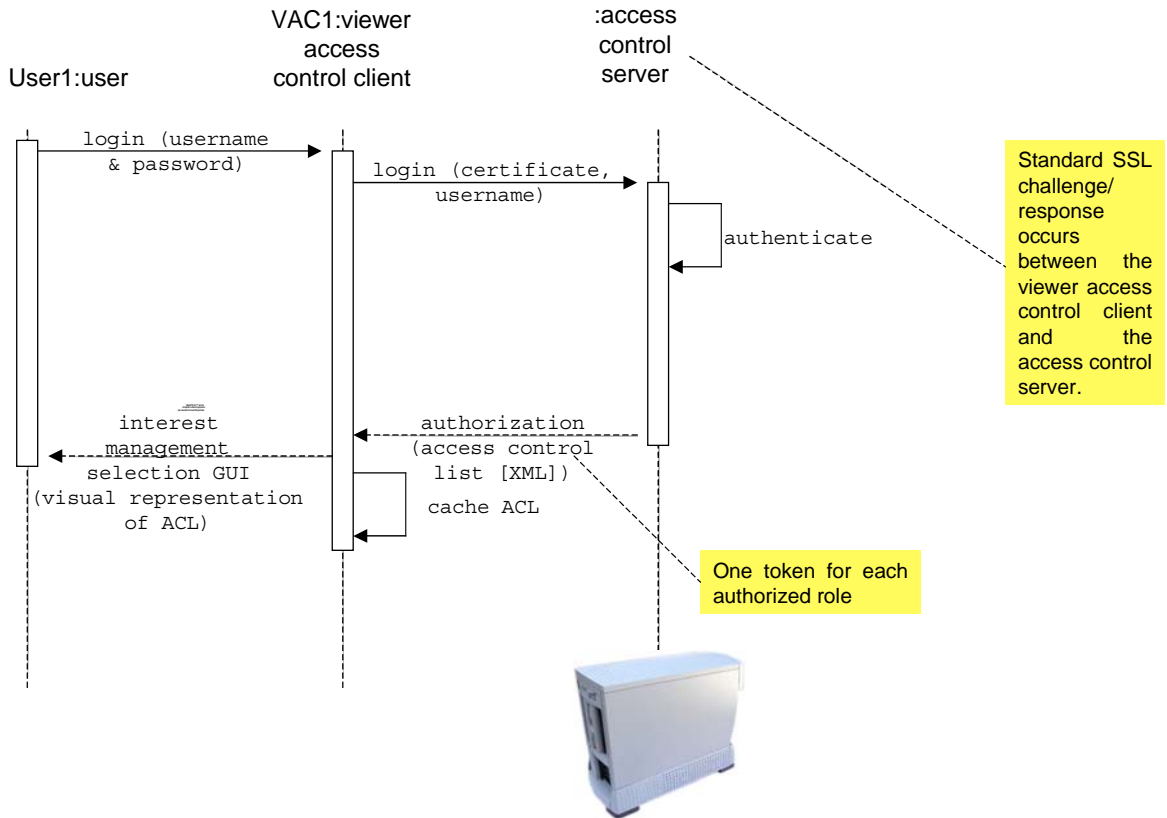 VAC1:viewer
access
control client
:access
control
server
User1:user
login (username
& password)
login (certificate,
username)
authenticate
Standard SSL
challenge/
response
occurs
between the
viewer access
control client
and the
access control
server.
interest
management
selection GUI
(visual representation
of ACL)
authorization
(access control
list [XML])
cache ACL
One token for each
authorized role